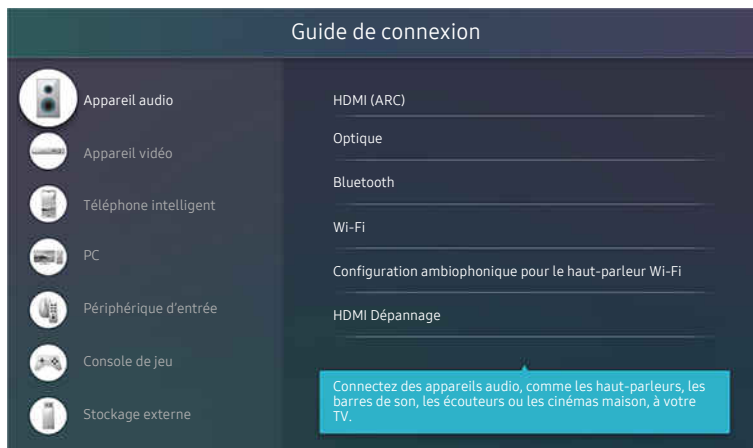 Guide de connexion
Appareil audio
Appareil vidéo
Téléphone intelligent
PC
Périphérique d'entrée
Console de jeu
Stockage externe
HDMI (ARC)
Optique
Bluetooth
Wi-Fi
Configuration ambiophonique pour le haut-parleur Wi-Fi
HDMI Dépannage
Connectez des appareils audio, comme les haut-parleurs, les
barres de son, les écouteurs ou les cinémas maison, à votre
TV.